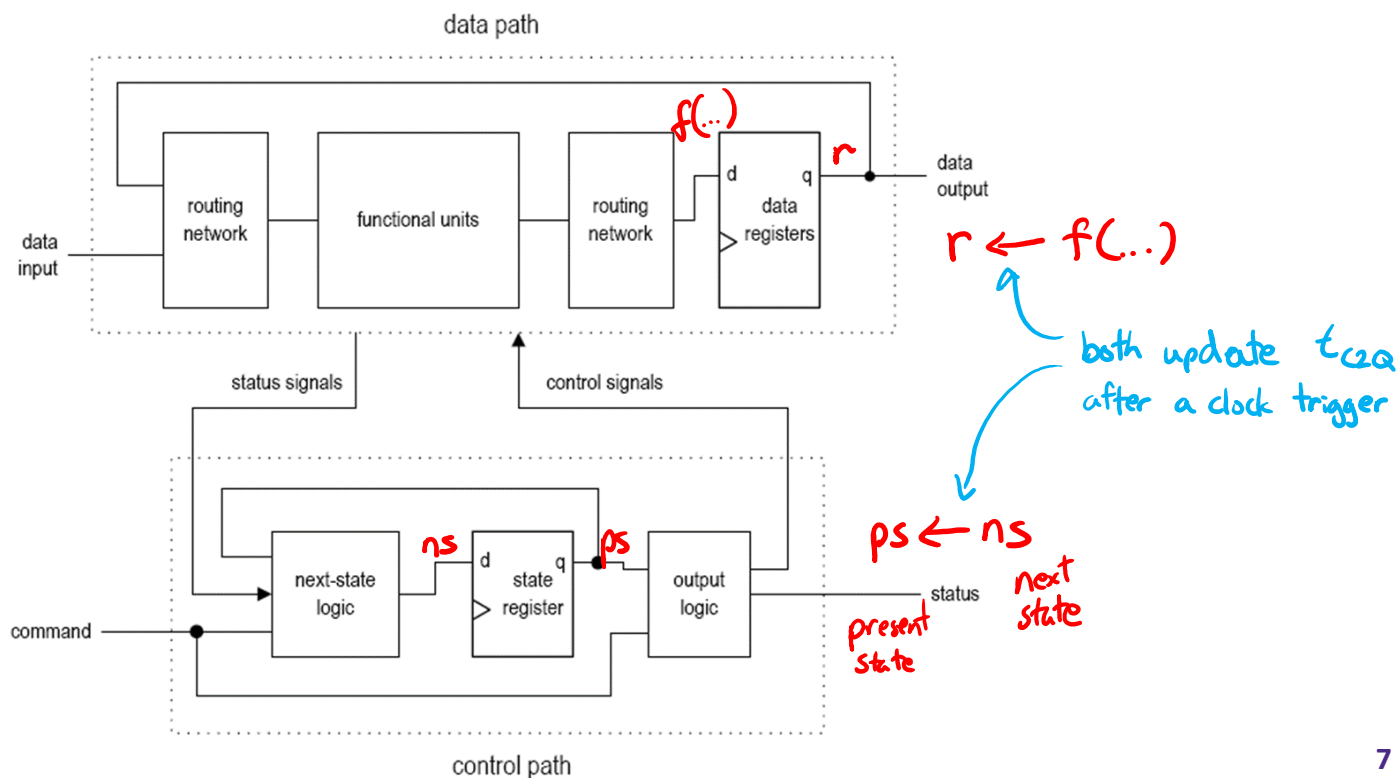 data path
f(...)
r
d
q
data
registers
routing
network
functional units
routing
network
data
input
data
output
r ← f(...)
both update tC2Q
after a clock trigger
status signals
control signals
ns
ps
d
q
next-state
logic
state
register
output
logic
command
ps ← ns
status
present
state
next
state
control path
7